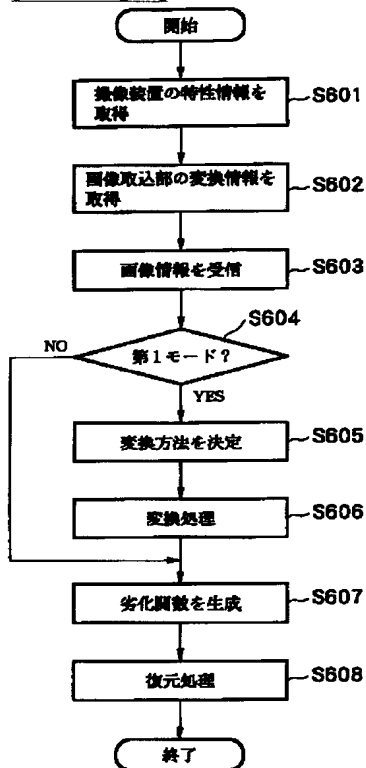 開始
撮像装置の特性情報を
取得
S601
画像取込部の変換情報を
取得
S602
画像情報を受信
S603
S604
第1モード？
NO
YES
変換方法を決定
S605
変換処理
S606
劣化関数を生成
S607
復元処理
S608
終了